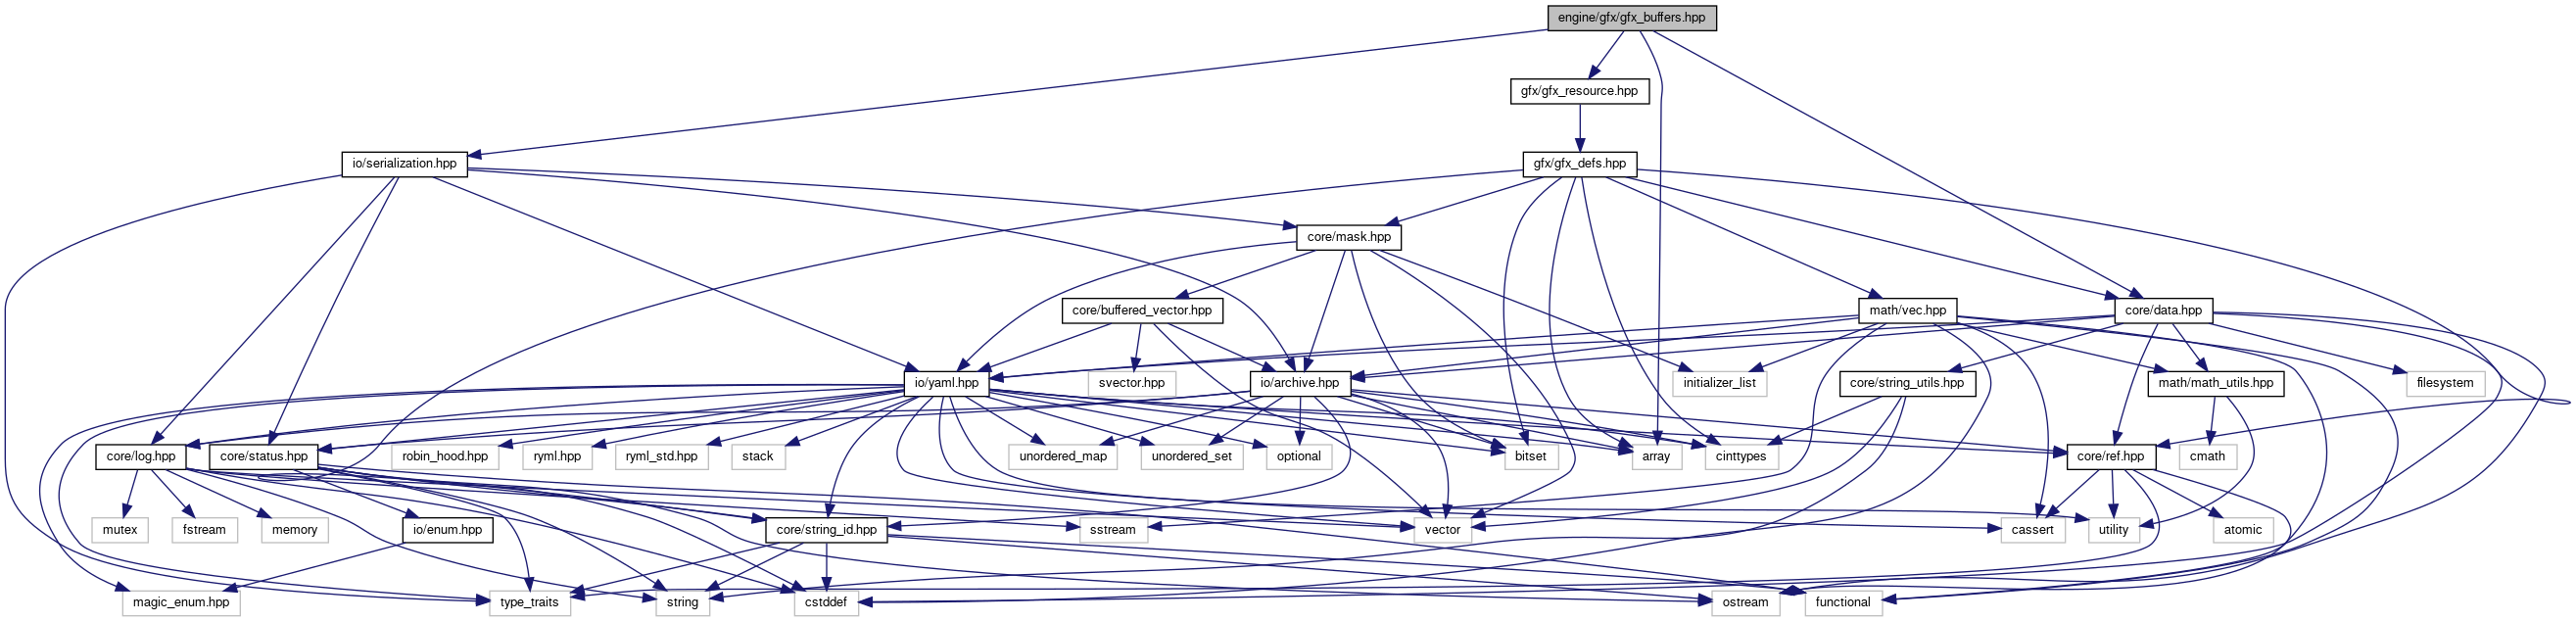 engine/gfx/gfx_buffers.hpp
gfx/gfx_resource.hpp
io/serialization.hpp
gfx/gfx_defs.hpp
core/mask.hpp
core/buffered_vector.hpp
math/vec.hpp
core/data.hpp
io/yaml.hpp
svector.hpp
io/archive.hpp
initializer_list
core/string_utils.hpp
math/math_utils.hpp
filesystem
core/log.hpp
core/status.hpp
robin_hood.hpp
ryml.hpp
ryml_std.hpp
stack
unordered_map
unordered_set
optional
bitset
array
cinttypes
core/ref.hpp
cmath
mutex
fstream
memory
io/enum.hpp
core/string_id.hpp
sstream
vector
cassert
utility
atomic
magic_enum.hpp
type_traits
string
cstddef
ostream
functional